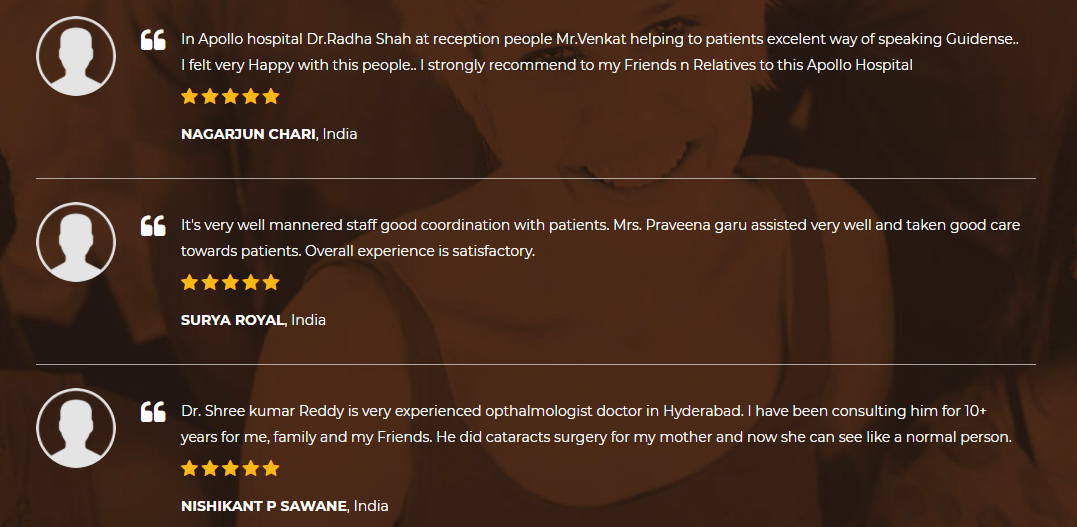 In Apollo hospital Dr.Radha Shah at reception people Mr.Venkat helping to patients excelent way of speaking Guidense..
I felt very Happy with this people.. I strongly recommend to my Friends n Relatives to this Apollo Hospital
NAGARJUN CHARI, India
It's very well mannered staff good coordination with patients. Mrs. Praveena garu assisted very well and taken good care
towards patients. Overall experience is satisfactory.
SURYA ROYAL, India
Dr. Shree kumar Reddy is very experienced opthalmologist doctor in Hyderabad. I have been consulting him for 10+
years for me, family and my Friends. He did cataracts surgery for my mother and now she can see like a normal person.
NISHIKANT P SAWANE, India